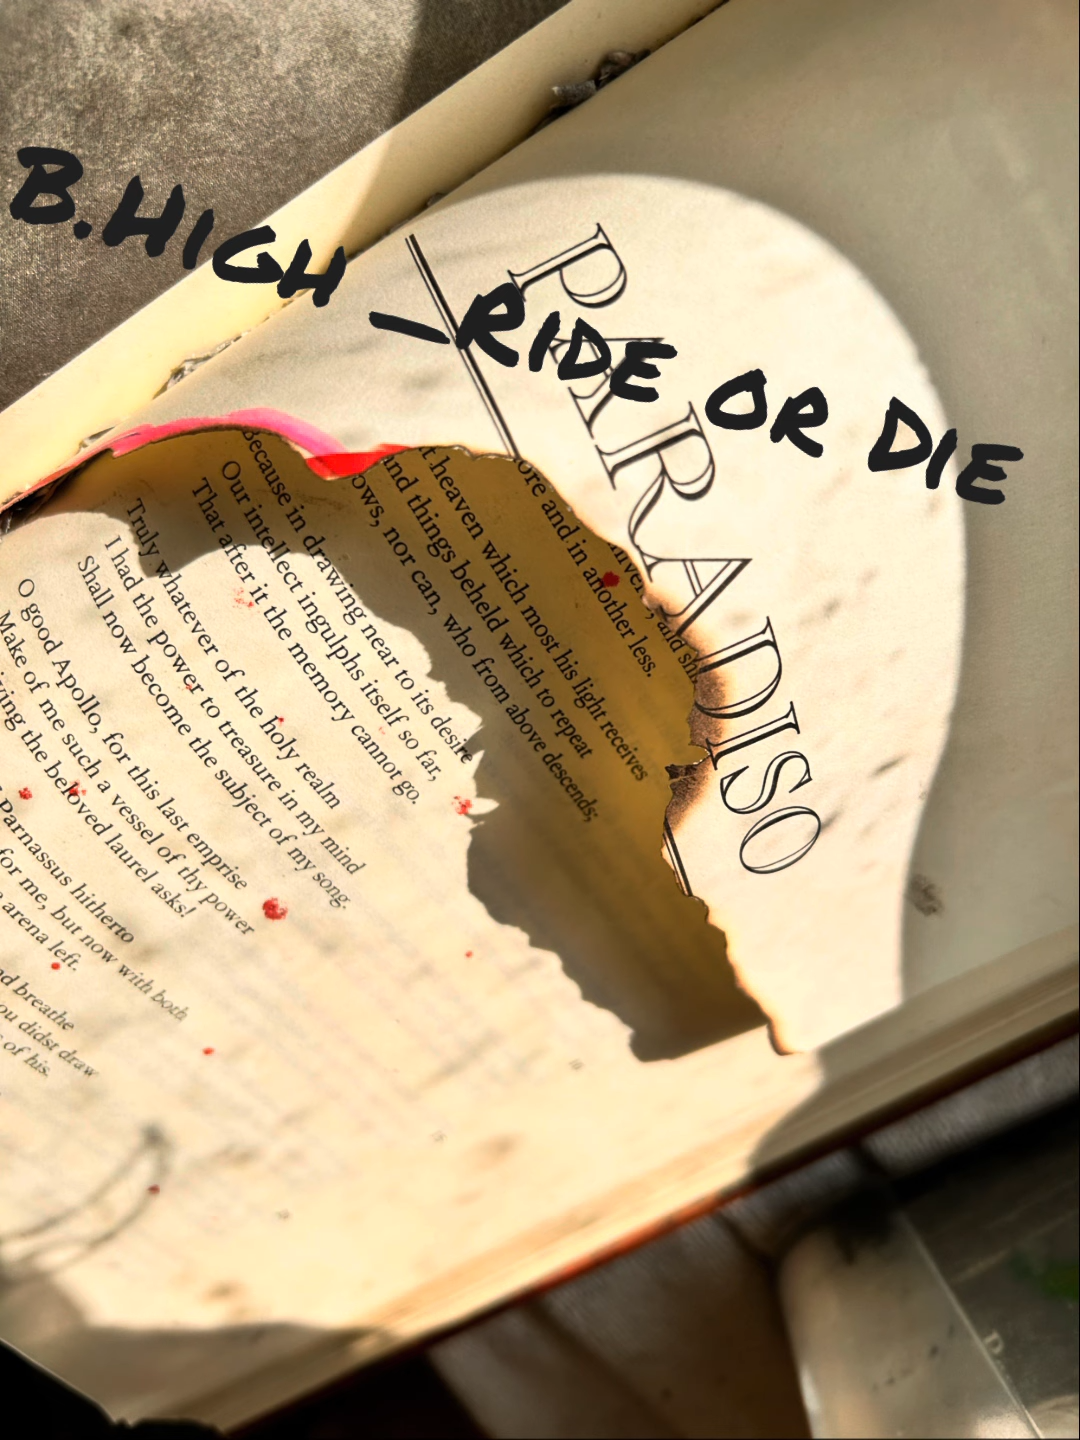 B.HIGH _RIDE OR DIE
PARADISO
ore and in another less.
t heaven which most his light receives
and things beheld which to repeat
ows, nor can, who from above descends;
Because in drawing near to its desire
Our intellect ingulphs itself so far,
That after it the memory cannot go.
Truly whatever of the holy realm
I had the power to treasure in my mind
Shall now become the subject of my song.
O good Apollo, for this last emprise
Make of me such a vessel of thy power
ving the beloved laurel asks!
Parnassus hitherto
for me, but now with both
arena left.
nd breathe
ou didst draw
of his.